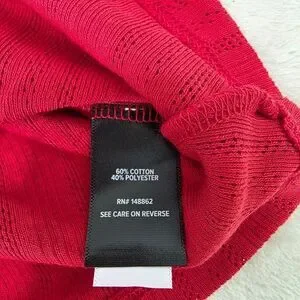 60% COTTON
40% POLYESTER
RN# 148862
SEE CARE ON REVERSE